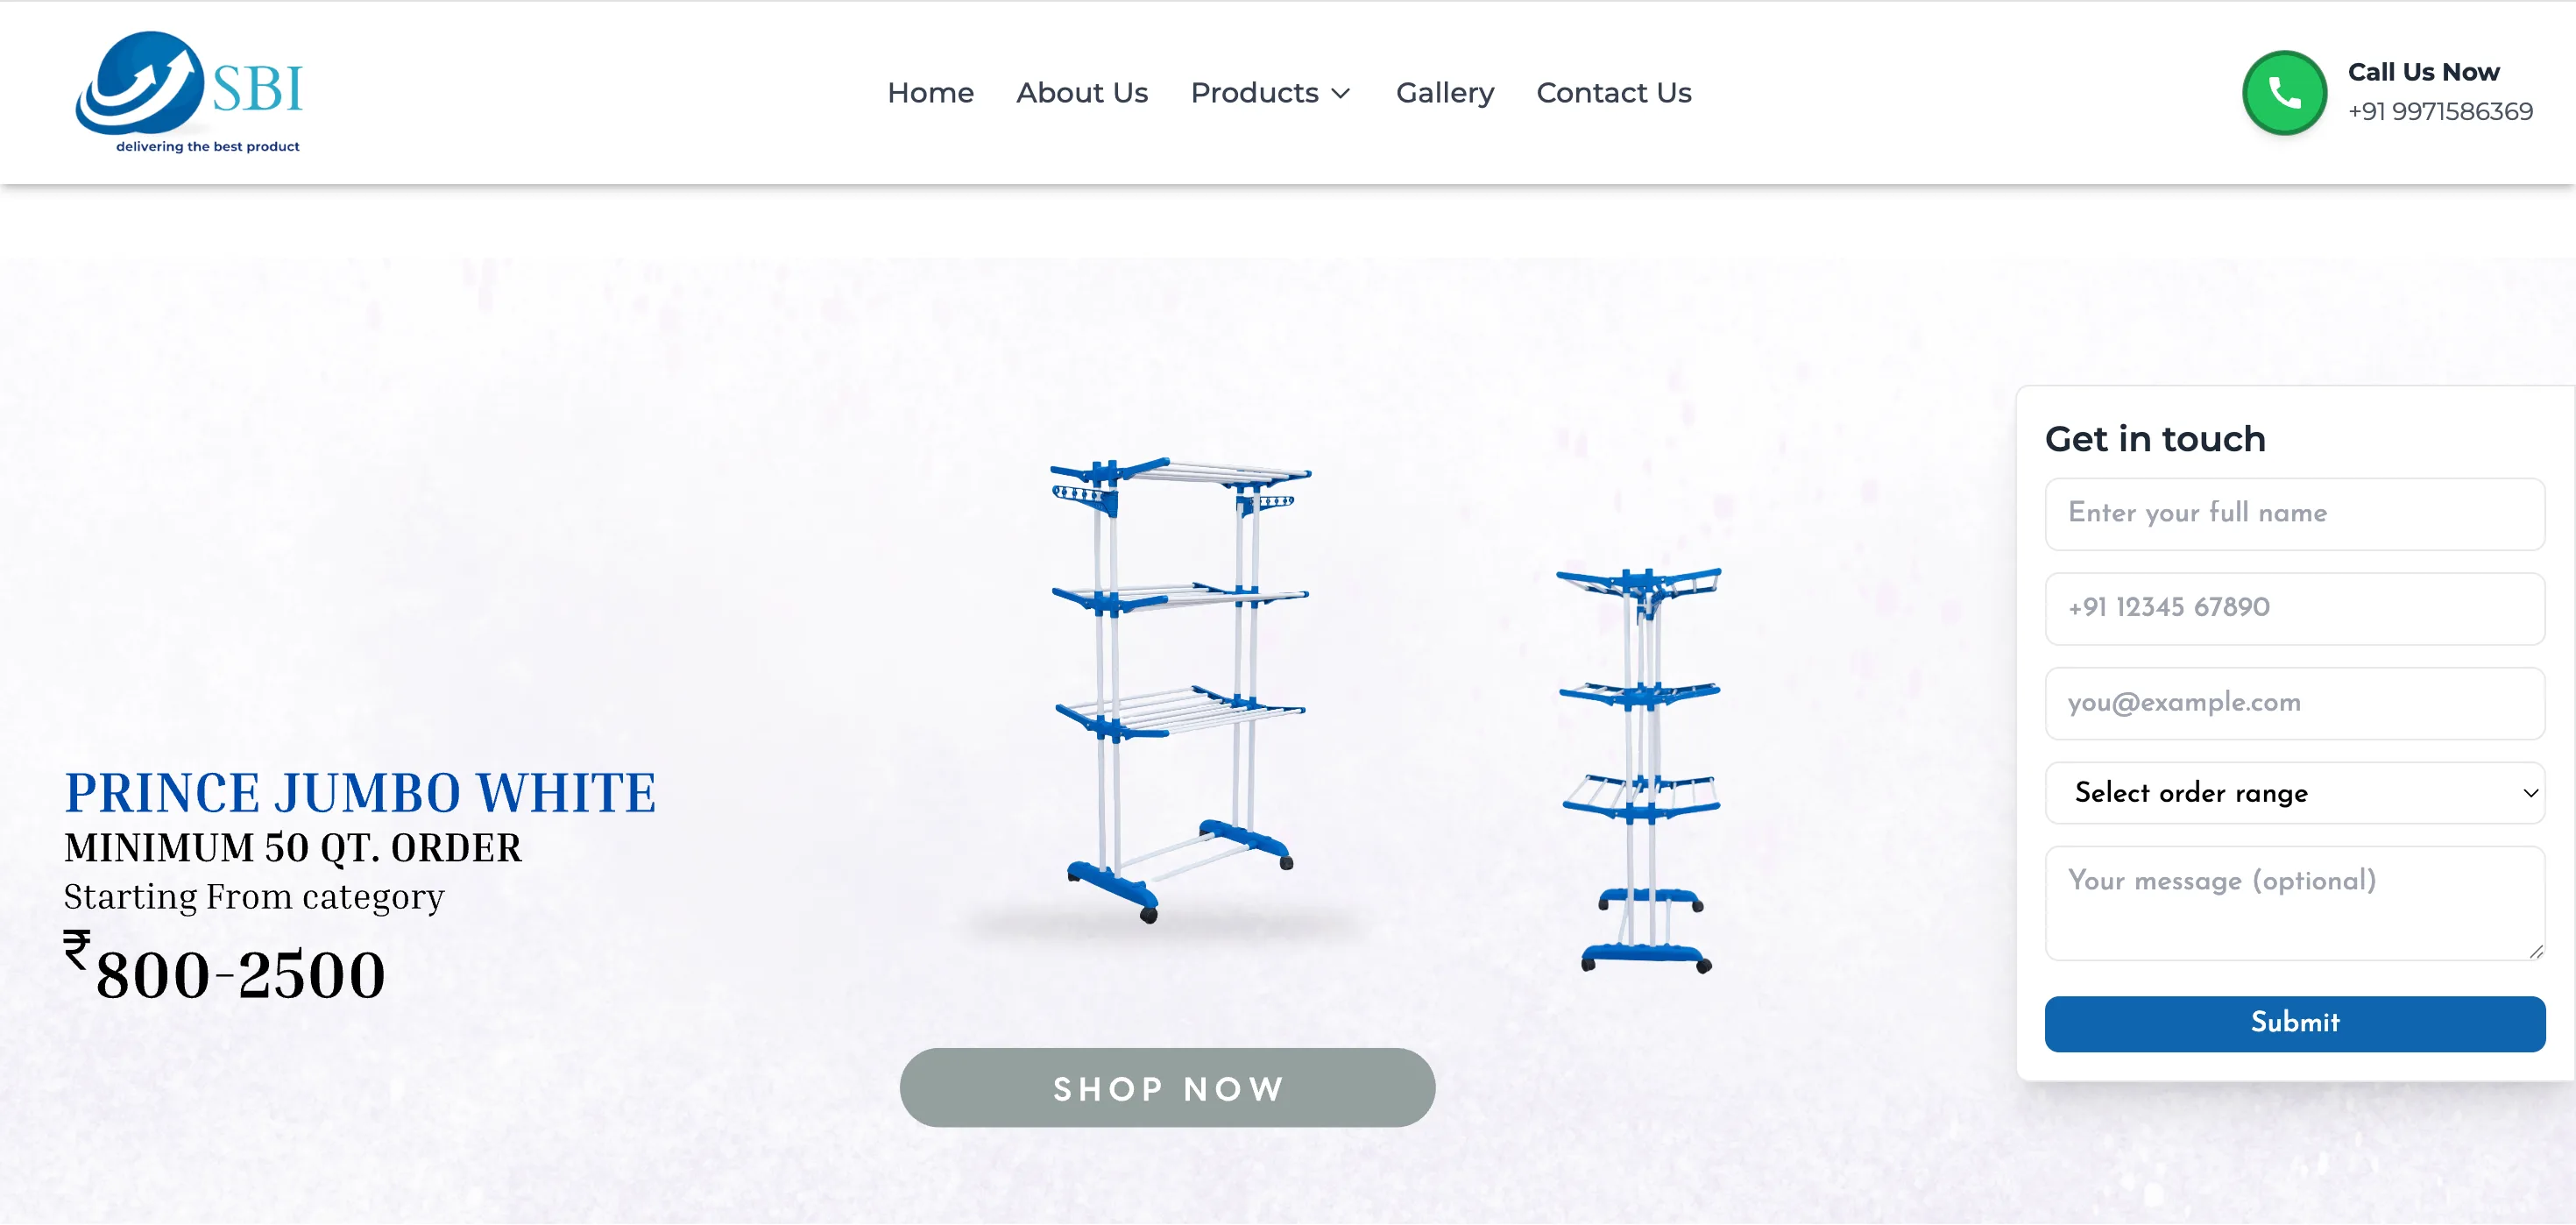 SBI
delivering the best product
Home About Us Products Gallery Contact Us
Call Us Now
+91 9971586369
PRINCE JUMBO WHITE
MINIMUM 50 QT. ORDER
Starting From category
₹800-2500
SHOP NOW
Get in touch
Enter your full name
+91 12345 67890
you@example.com
Select order range
Your message (optional)
Submit